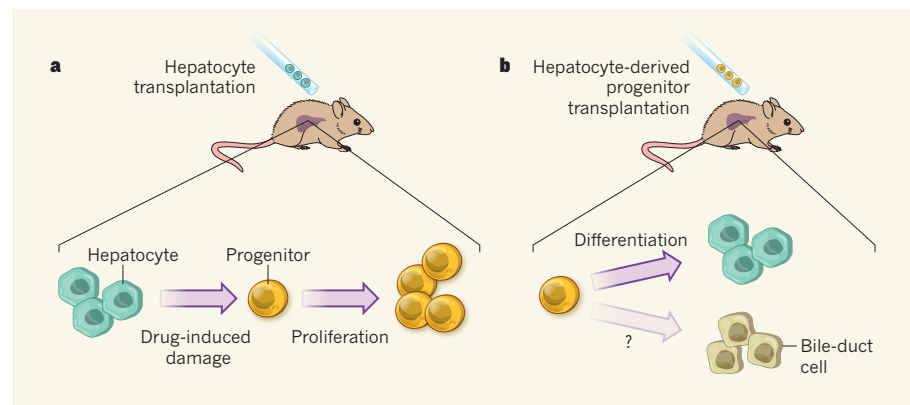 a
Hepatocyte
transplantation
Hepatocyte
Progenitor
Drug-induced
damage
Proliferation
b
Hepatocyte-derived
progenitor
transplantation
Differentiation
?
Bile-duct
cell